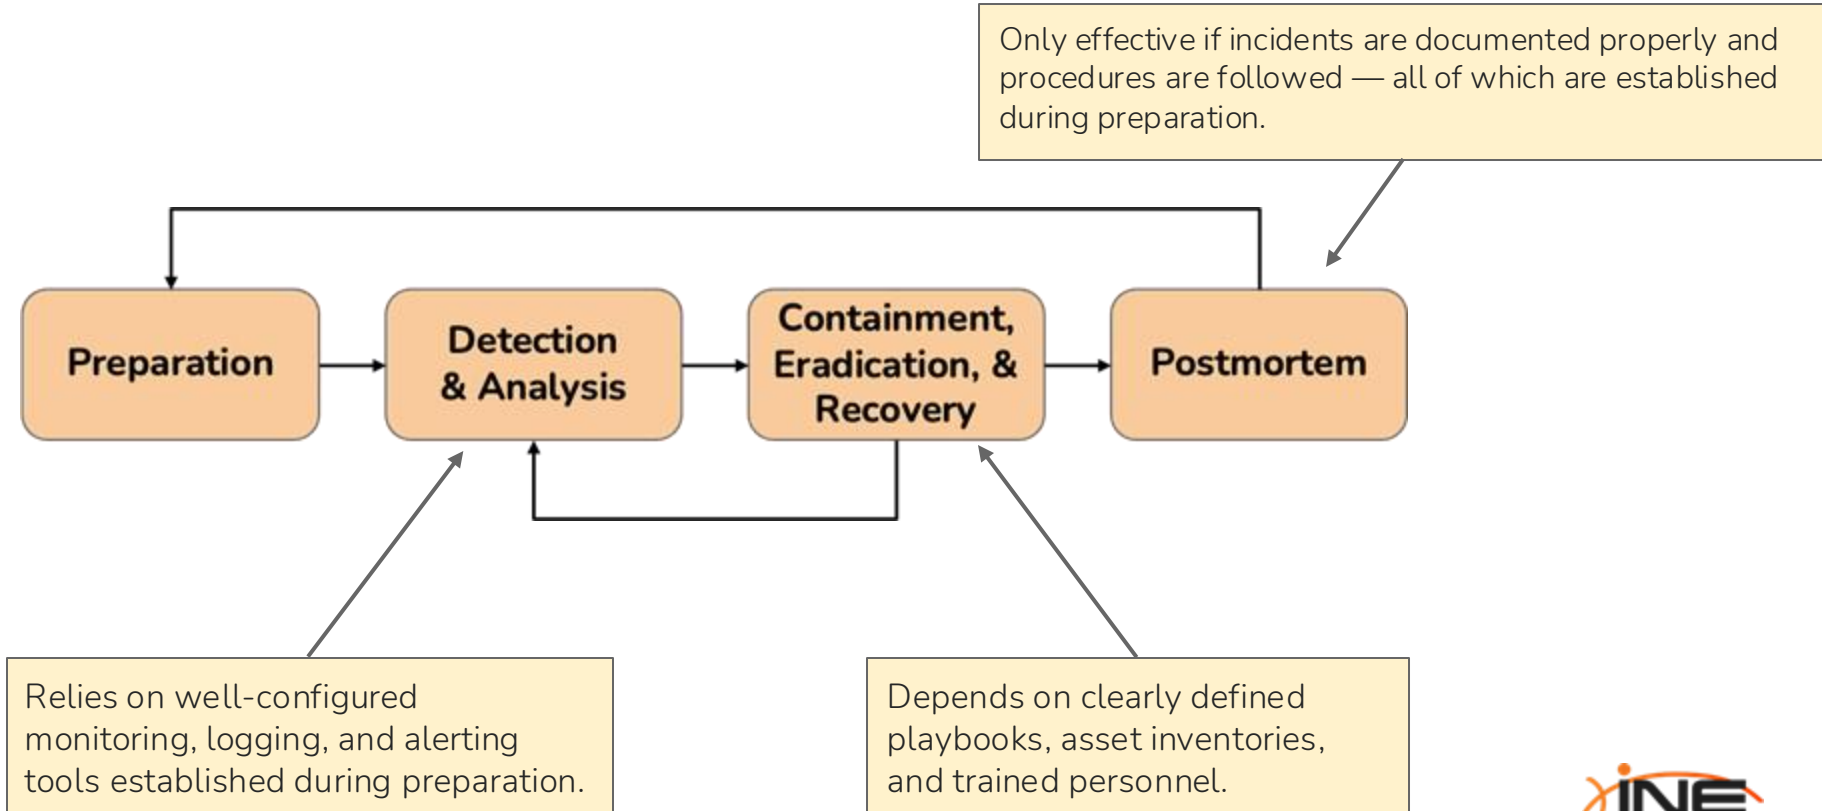 Only effective if incidents are documented properly and
procedures are followed — all of which are established
during preparation.
Preparation
Detection
& Analysis
Containment,
Eradication, &
Recovery
Postmortem
Relies on well-configured
monitoring, logging, and alerting
tools established during preparation.
Depends on clearly defined
playbooks, asset inventories,
and trained personnel.
iNE